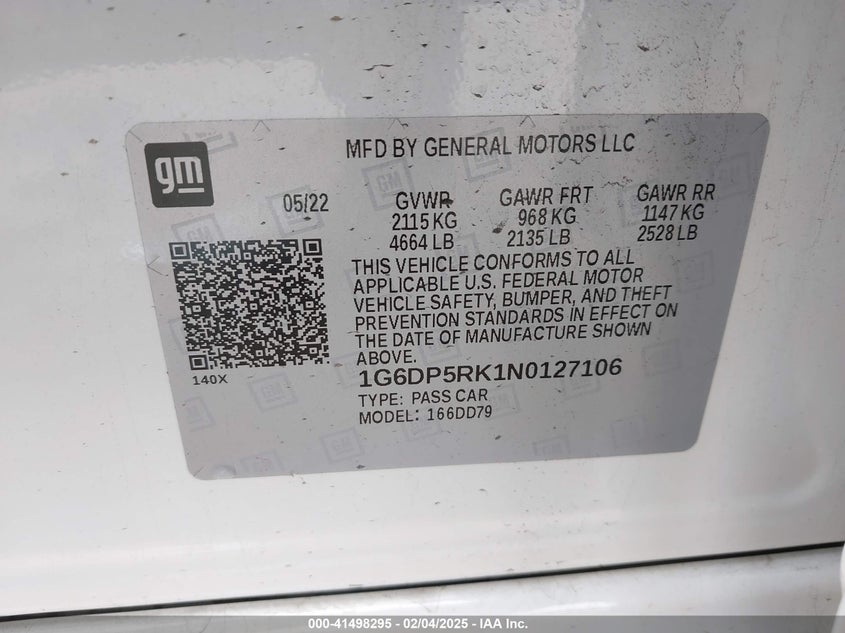 gm
MFD BY GENERAL MOTORS LLC
05/22
GVWR GAWR FRT GAWR RR
2115 KG 968 KG 1147 KG
4664 LB 2135 LB 2528 LB
THIS VEHICLE CONFORMS TO ALL
APPLICABLE U.S. FEDERAL MOTOR
VEHICLE SAFETY, BUMPER, AND THEFT
PREVENTION STANDARDS IN EFFECT ON
THE DATE OF MANUFACTURE SHOWN
ABOVE.
140X
1G6DP5RK1N0127106
TYPE: PASS CAR
MODEL: 166DD79
000-41498295 - 02/04/2025 - © IAA Inc.